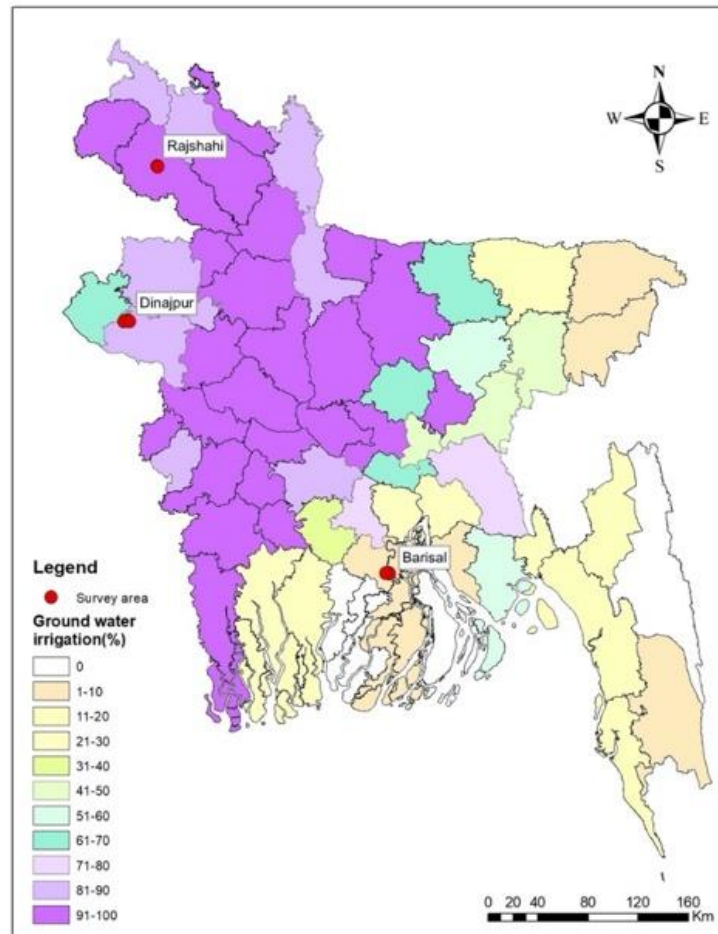 N
W E
S
Rajshahi
Dinajpur
Barisal
Legend
Survey area
Ground water
irrigation(%)
0
1-10
11-20
21-30
31-40
41-50
51-60
61-70
71-80
81-90
91-100
0 20 40 80 120 160
Km